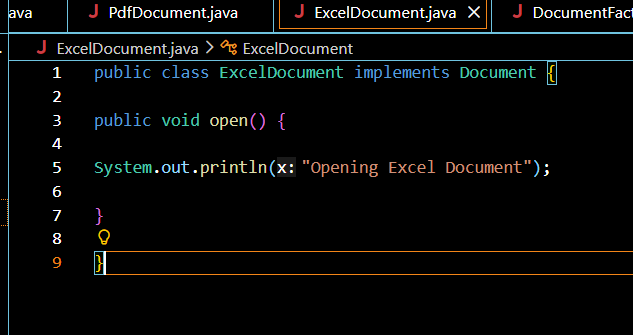 ava
J PdfDocument.java
J ExcelDocument.java ×
J DocumentFact
J ExcelDocument.java > ExcelDocument
1 public class ExcelDocument implements Document {
2
3 public void open() {
4
5 System.out.println(x: "Opening Excel Document");
6
7 }
8
9 }